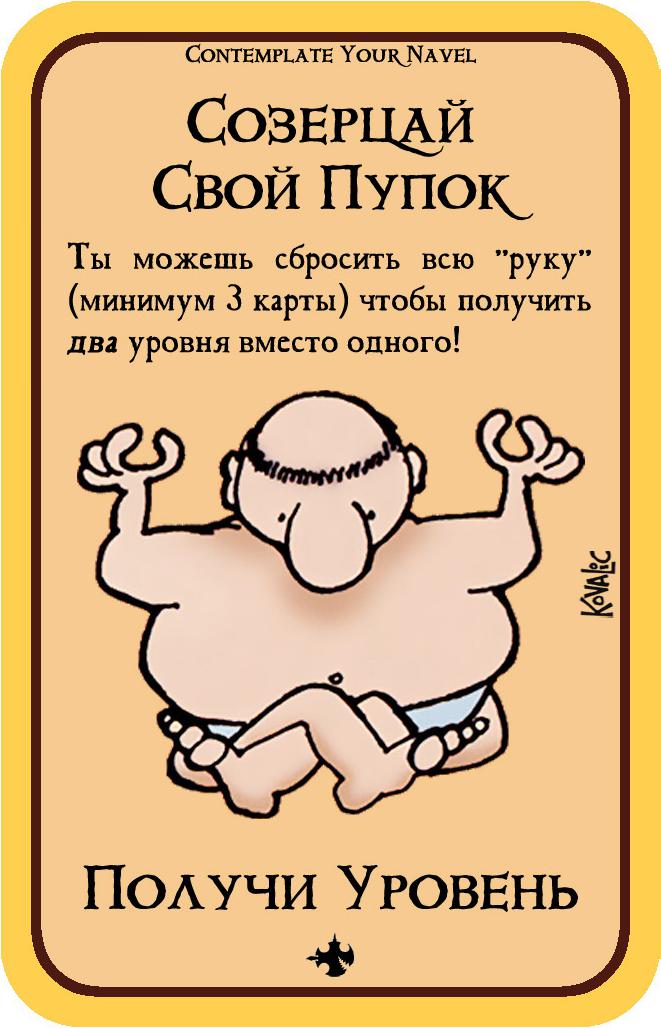 Contemplate Your Navel
Созерцай
Свой Пупок
Ты можешь сбросить всю "руку"
(минимум 3 карты) чтобы получить
два уровня вместо одного!
Kovalic
Получи Уровень